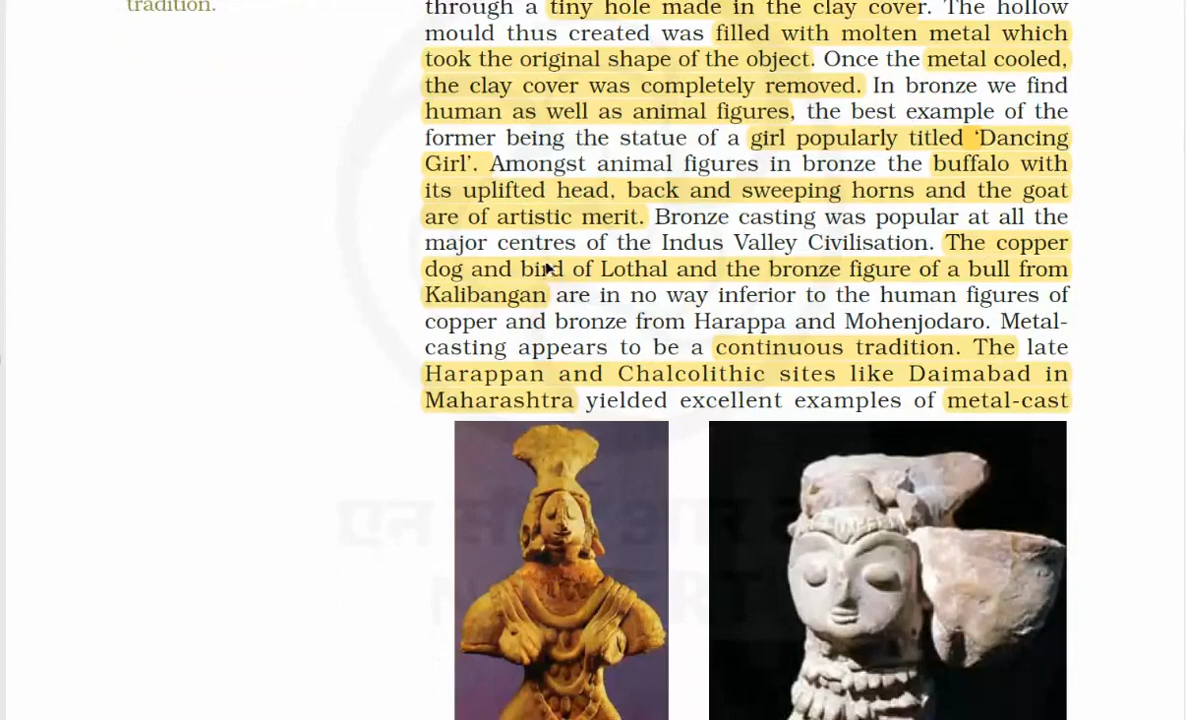 tradition.
through a tiny hole made in the clay cover. The hollow
mould thus created was filled with molten metal which
took the original shape of the object. Once the metal cooled,
the clay cover was completely removed. In bronze we find
human as well as animal figures, the best example of the
former being the statue of a girl popularly titled ‘Dancing
Girl’. Amongst animal figures in bronze the buffalo with
its uplifted head, back and sweeping horns and the goat
are of artistic merit. Bronze casting was popular at all the
major centres of the Indus Valley Civilisation. The copper
dog and bird of Lothal and the bronze figure of a bull from
Kalibangan are in no way inferior to the human figures of
copper and bronze from Harappa and Mohenjodaro. Metal-
casting appears to be a continuous tradition. The late
Harappan and Chalcolithic sites like Daimabad in
Maharashtra yielded excellent examples of metal-cast